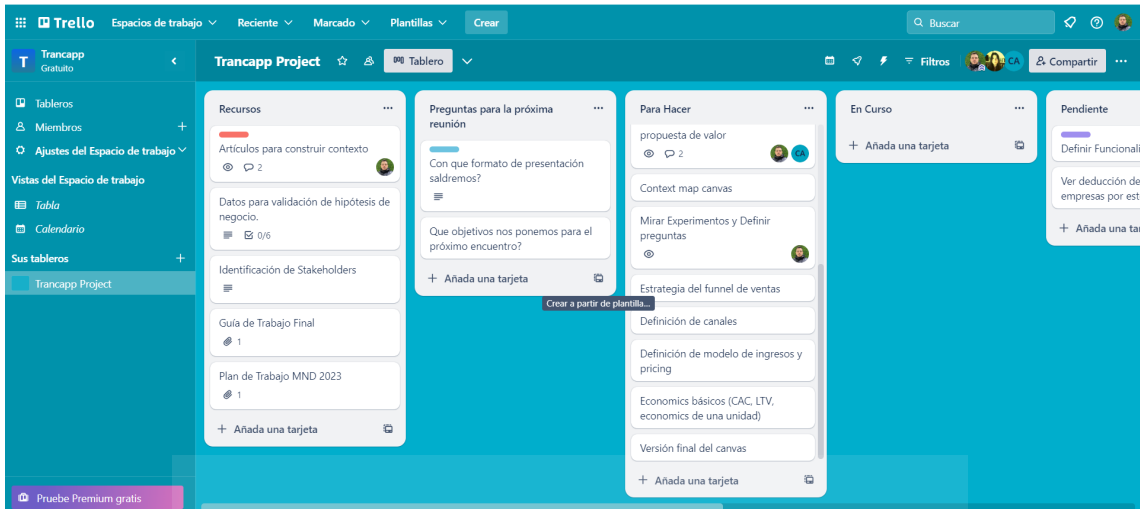 Trello
Espacios de trabajo
Reciente
Marcado
Plantillas
Crear
Buscar
T
Trancapp
Gratuito
Trancapp Project
Tablero
Filtros
CA
Compartir
Tableros
Miembros
Ajustes del Espacio de trabajo
Vistas del Espacio de trabajo
Tabla
Calendario
Sus tableros
Trancapp Project
Pruebe Premium gratis
Recursos
Artículos para construir contexto
2
Datos para validación de hipótesis de
negocio.
0/6
Identificación de Stakeholders
Guía de Trabajo Final
1
Plan de Trabajo MND 2023
1
Añada una tarjeta
Preguntas para la próxima
reunión
Con que formato de presentación
saldremos?
Que objetivos nos ponemos para el
próximo encuentro?
Añada una tarjeta
Crear a partir de plantilla...
Para Hacer
propuesta de valor
2
CA
Context map canvas
Mirar Experimentos y Definir
preguntas
Estrategia del funnel de ventas
Definición de canales
Definición de modelo de ingresos y
pricing
Economics básicos (CAC, LTV,
economics de una unidad)
Versión final del canvas
Añada una tarjeta
En Curso
Añada una tarjeta
Pendiente
Definir Funcionali
Ver deducción de
empresas por est
Añada una tar